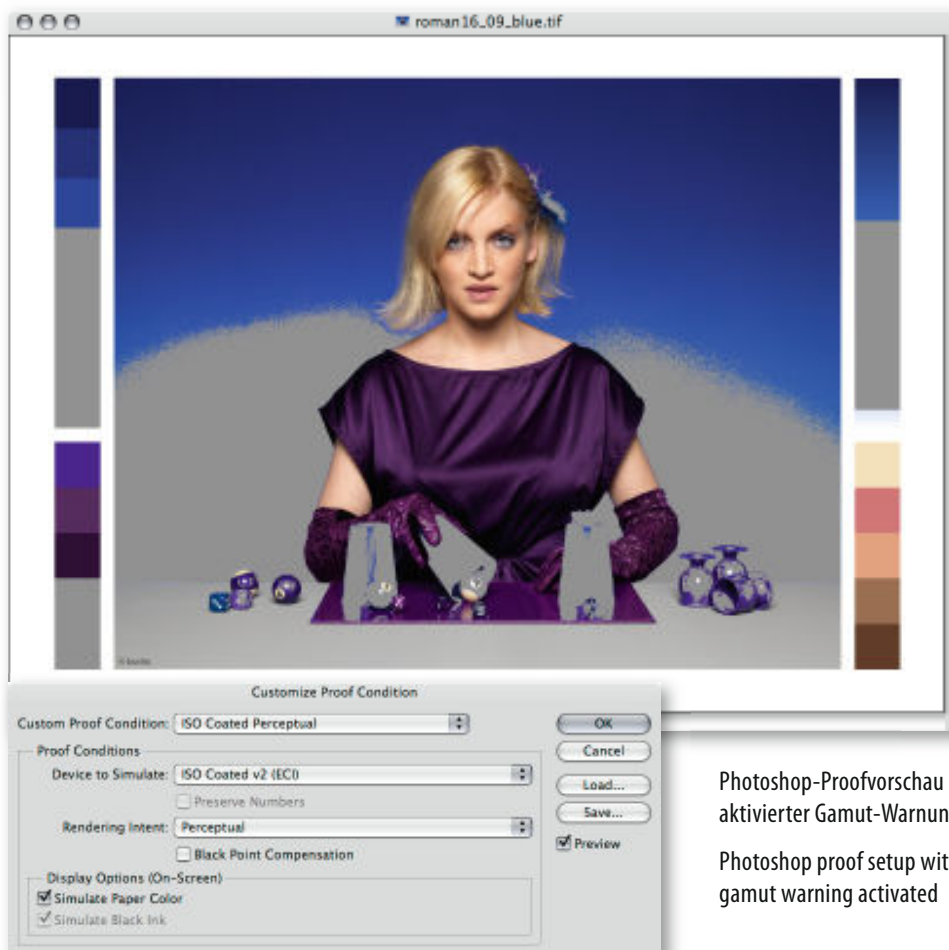 roman16_09_blue.tif
Customize Proof Condition
Custom Proof Condition: ISO Coated Perceptual
OK
Proof Conditions
Cancel
Device to Simulate: ISO Coated v2 (ECI)
Load...
Preserve Numbers
Save...
Rendering Intent: Perceptual
Preview
Black Point Compensation
Display Options (On-Screen)
Simulate Paper Color
Simulate Black Ink
Photoshop-Proofvorschau
aktivierter Gamut-Warnun
Photoshop proof setup wit
gamut warning activated